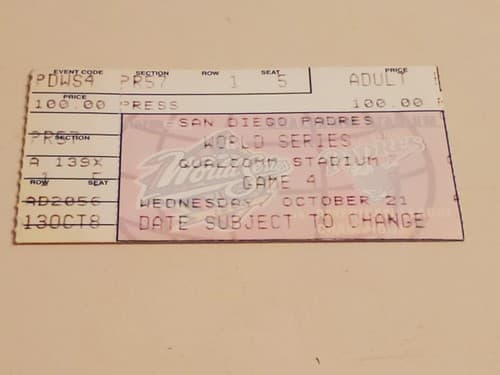 EVENT CODE SECTION ROW SEAT PRICE
PDWS4 PRS7 1 5 ADULT
PRICE
100.00 PRESS 100.00
SAN DIEGO PADRES
PRS7 SECTION WORLD SERIES
A 139X QUALCOMM STADIUM
1 5 GAME 4
ROW SEAT
AD2056 WEDNESDAY, OCTOBER 21
13OCT8 DATE SUBJECT TO CHANGE